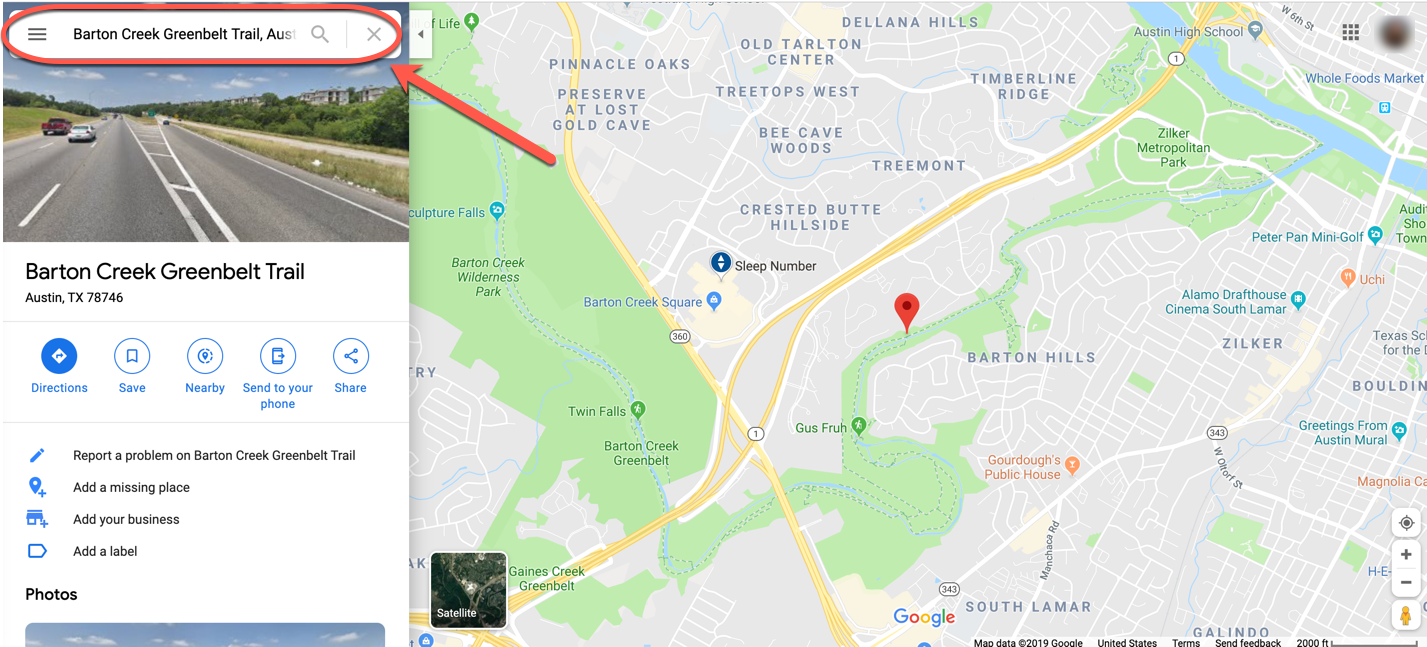 Barton Creek Greenbelt Trail, Aust
Barton Creek Greenbelt Trail
Austin, TX 78746
Directions
Save
Nearby
Send to your
phone
Share
Report a problem on Barton Creek Greenbelt Trail
Add a missing place
Add your business
Add a label
Photos
of Life
DELLANA HILLS
OLD TARLTON
CENTER
PINNACLE OAKS
PRESERVE
AT LOST
GOLD CAVE
TREETOPS WEST
TIMBERLINE
RIDGE
BEE CAVE
WOODS
TREEMONT
CRESTED BUTTE
HILLSIDE
Austin High School
1
W 6th St
Whole Foods Market
Zilker
Metropolitan
Park
culpture Falls
Barton Creek
Wilderness
Park
Sleep Number
Barton Creek Square
360
Peter Pan Mini-Golf
Audi
Sho
Town
Uchi
Alamo Drafthouse
Cinema South Lamar
Texas Sc
for the D
ZILKER
BARTON HILLS
BOULDIN
TRY
Twin Falls
Barton Creek
Greenbelt
1
Gus Fruh
343
W Oltorf St
Greetings From
Austin Mural
Gourdough's
Public House
Magnolia Ca
Manchaca Rd
OAK
Gaines Creek
Greenbelt
Satellite
343
H-E-
SOUTH LAMAR
GALINDO
Google
Map data ©2019 Google
United States
Terms
Send feedback
2000 ft